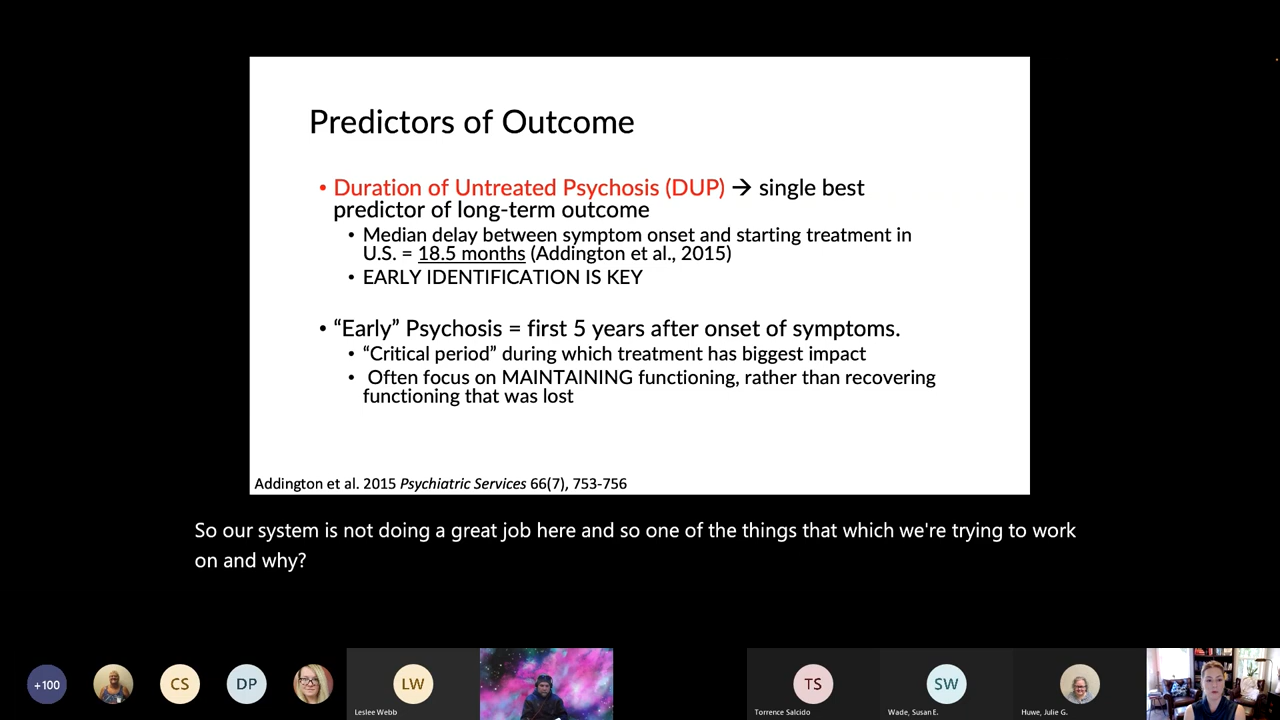 Predictors of Outcome
• Duration of Untreated Psychosis (DUP) → single best
predictor of long-term outcome
• Median delay between symptom onset and starting treatment in
U.S. = 18.5 months (Addington et al., 2015)
• EARLY IDENTIFICATION IS KEY
• “Early” Psychosis = first 5 years after onset of symptoms.
• “Critical period” during which treatment has biggest impact
• Often focus on MAINTAINING functioning, rather than recovering
functioning that was lost
Addington et al. 2015 Psychiatric Services 66(7), 753-756
So our system is not doing a great job here and so one of the things that which we're trying to work
on and why?
+100
CS
DP
LW
Leslee Webb
TS
Torrence Salcido
SW
Wade, Susan E.
Huwe, Julie G.